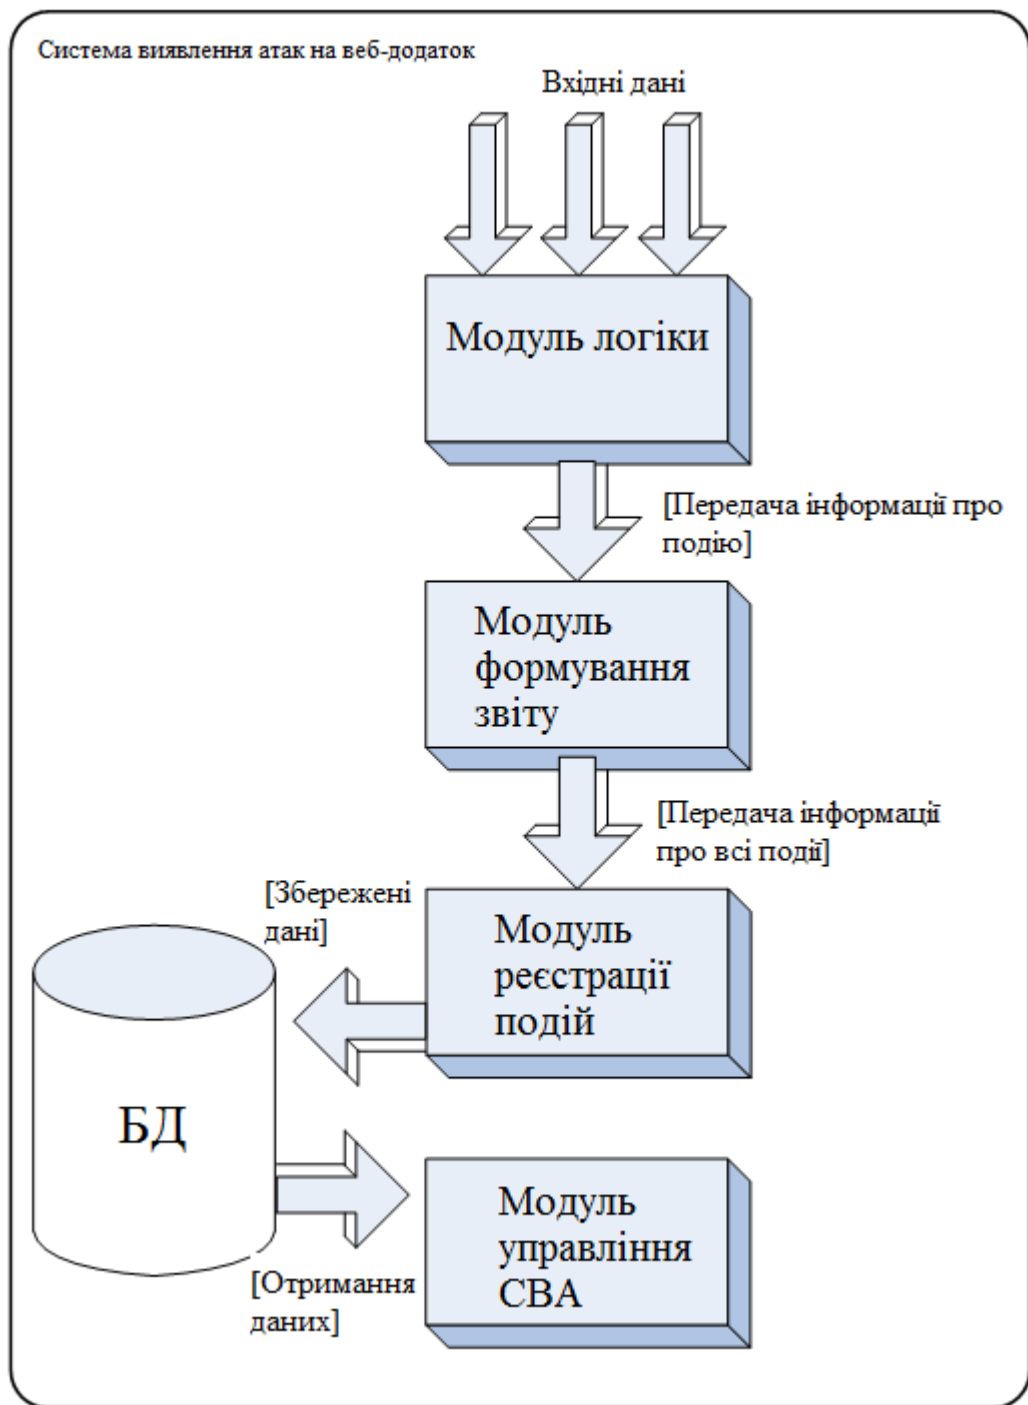 Система виявлення атак на веб-додаток
Вхідні дані
Модуль логіки
[Передача інформації про
подію]
Модуль
формування
звіту
[Передача інформації
про всі події]
[Збережені
дані]
Модуль
реєстрації
подій
БД
Модуль
управління
СВА
[Отримання
даних]